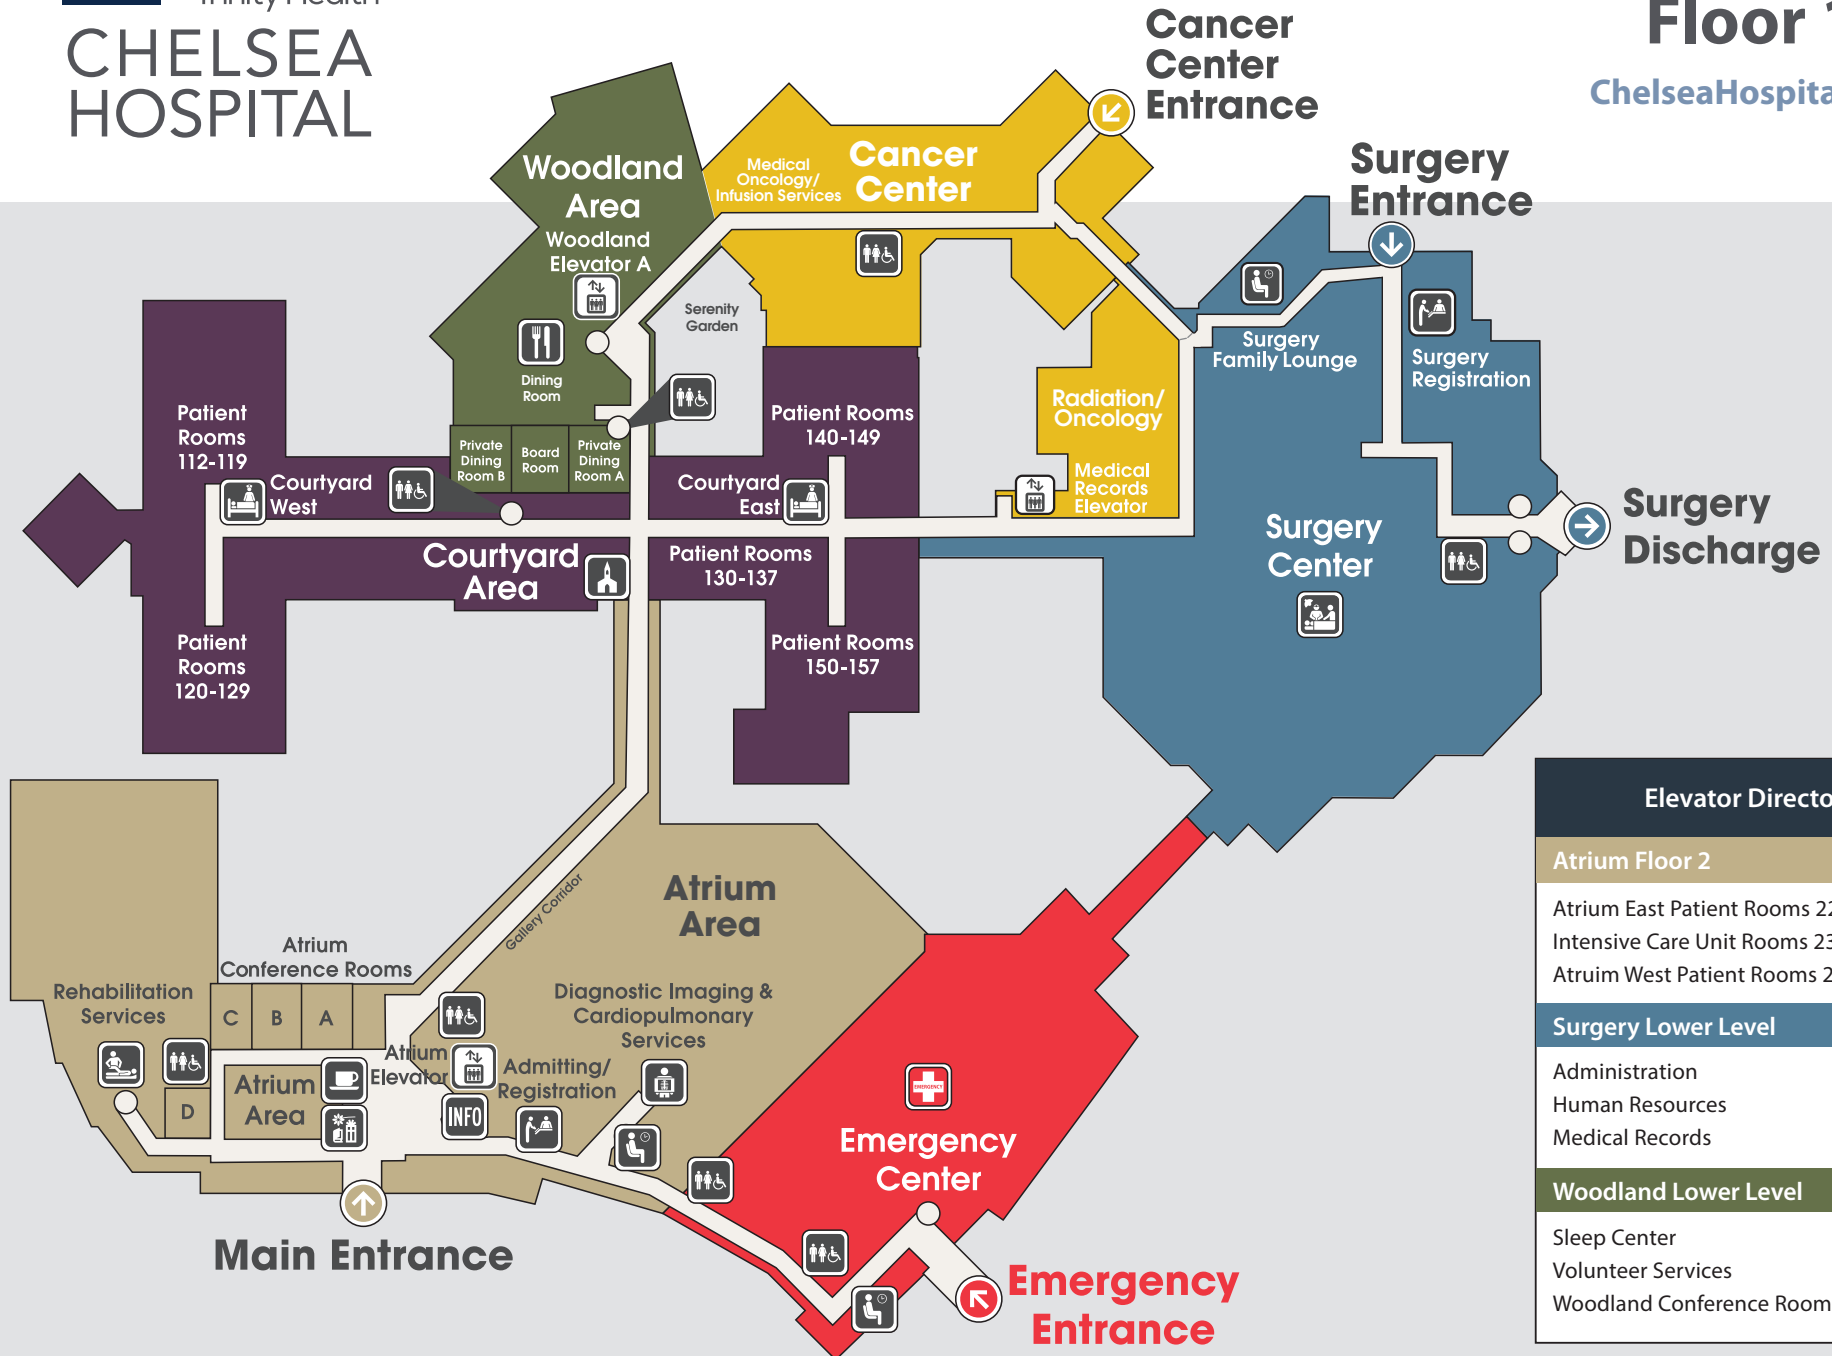 CHELSEA
HOSPITAL
Floor
ChelseaHospita
Cancer
Center
Entrance
Surgery
Entrance
Woodland
Area
Woodland
Elevator A
Medical
Oncology/
Infusion Services
Cancer
Center
Serenity
Garden
Dining
Room
Surgery
Family Lounge
Surgery
Registration
Patient
Rooms
112-119
Private
Dining
Room B
Board
Room
Private
Dining
Room A
Patient Rooms
140-149
Radiation/
Oncology
Medical
Records
Elevator
Courtyard
West
Courtyard
East
Surgery
Discharge
Courtyard
Area
Patient Rooms
130-137
Surgery
Center
Patient
Rooms
120-129
Patient Rooms
150-157
Gallery Corridor
Atrium
Area
Atrium
Conference Rooms
Rehabilitation
Services
C
B
A
D
Diagnostic Imaging &
Cardiopulmonary
Services
Atrium
Elevator
Admitting/
Registration
Atrium
Area
INFO
EMERGENCY
Emergency
Center
Main Entrance
Emergency
Entrance
Elevator Directo
Atrium Floor 2
Atrium East Patient Rooms 22
Intensive Care Unit Rooms 23
Atruim West Patient Rooms 2
Surgery Lower Level
Administration
Human Resources
Medical Records
Woodland Lower Level
Sleep Center
Volunteer Services
Woodland Conference Room